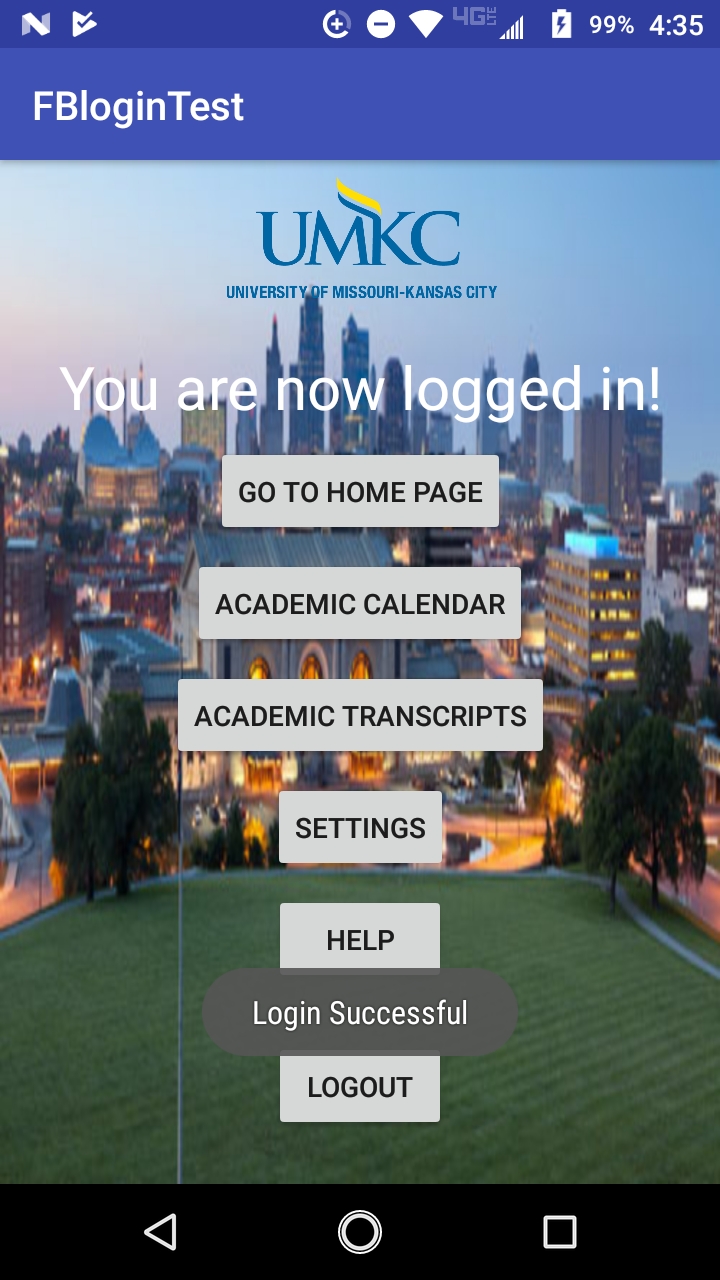 4G LTE 99% 4:35
FBloginTest
UMKC
UNIVERSITY OF MISSOURI-KANSAS CITY
You are now logged in!
GO TO HOME PAGE
ACADEMIC CALENDAR
ACADEMIC TRANSCRIPTS
SETTINGS
HELP
Login Successful
LOGOUT